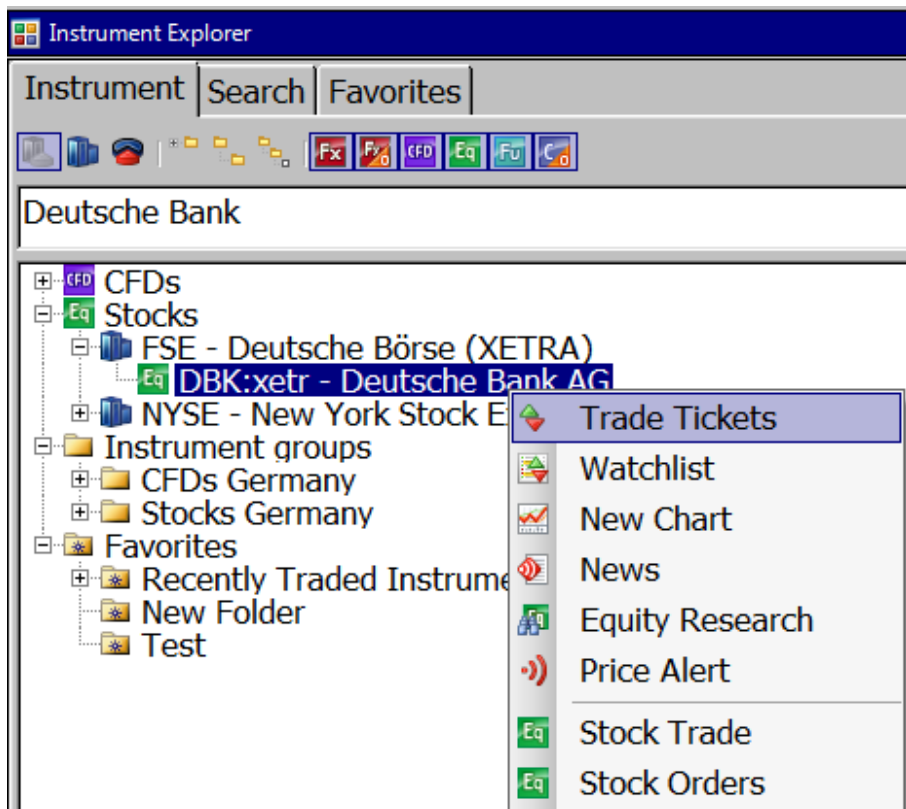 Instrument Explorer
Instrument Search Favorites
Fx Fx o CFD Eq Fu C o
Deutsche Bank
CFD CFDs
Eq Stocks
FSE - Deutsche Börse (XETRA)
Eq DBK:xetr - Deutsche Bank AG
NYSE - New York Stock E
Instrument groups
CFDs Germany
Stocks Germany
Favorites
Recently Traded Instrume
New Folder
Test
Trade Tickets
Watchlist
New Chart
News
Eq Equity Research
Price Alert
Eq Stock Trade
Eq Stock Orders